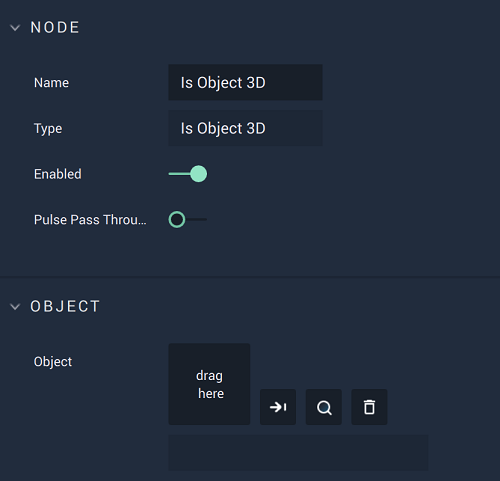 NODE
Name Is Object 3D
Type Is Object 3D
Enabled
Pulse Pass Throu...
OBJECT
Object
drag
here